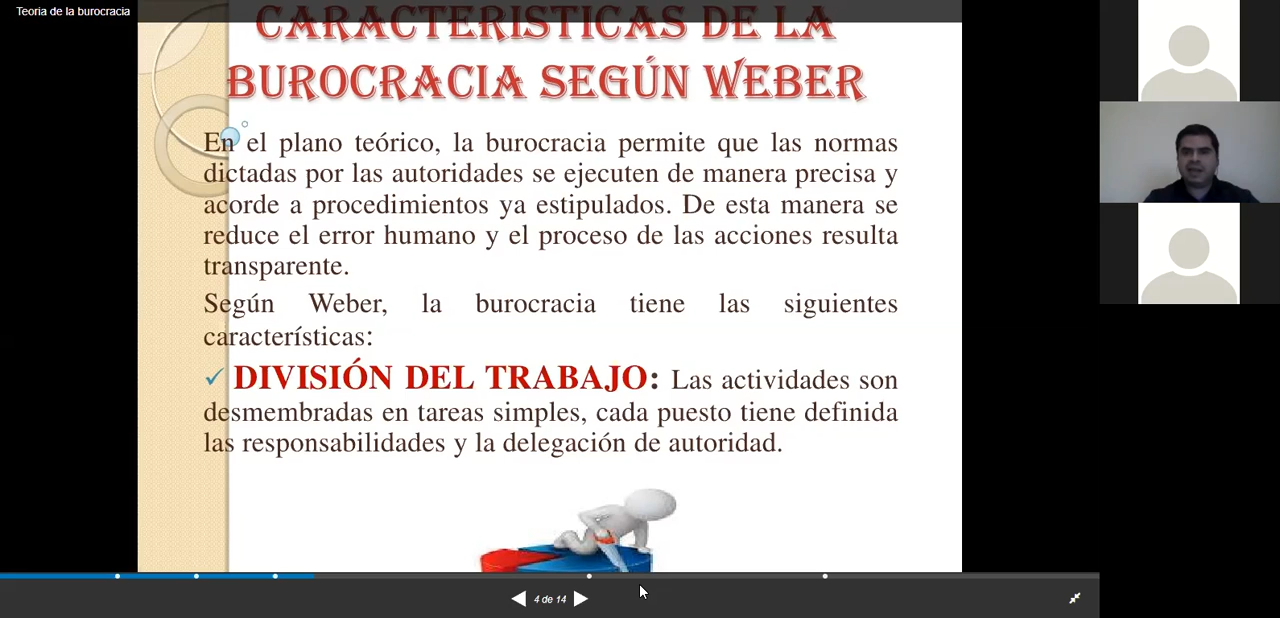 Teoria de la burocracia
CARACTERISTICAS DE LA
BUROCRACIA SEGÚN WEBER
En el plano teórico, la burocracia permite que las normas
dictadas por las autoridades se ejecuten de manera precisa y
acorde a procedimientos ya estipulados. De esta manera se
reduce el error humano y el proceso de las acciones resulta
transparente.
Según Weber, la burocracia tiene las siguientes
características:
✓ DIVISIÓN DEL TRABAJO: Las actividades son
desmembradas en tareas simples, cada puesto tiene definida
las responsabilidades y la delegación de autoridad.
4 de 14